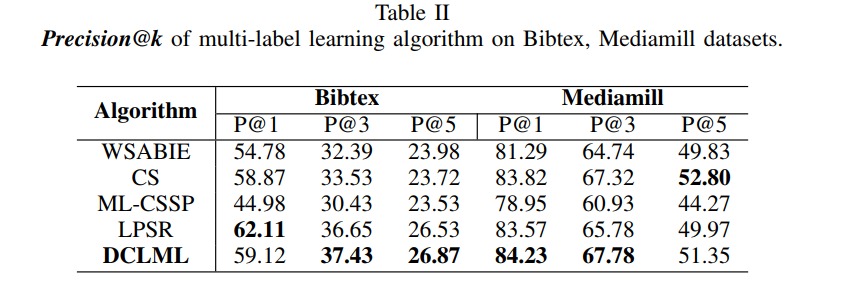 Table II
Precision@k of multi-label learning algorithm on Bibtex, Mediamill datasets.
Algorithm Bibtex Mediamill
P@1 P@3 P@5 P@1 P@3 P@5
WSABIE 54.78 32.39 23.98 81.29 64.74 49.83
CS 58.87 33.53 23.72 83.82 67.32 52.80
ML-CSSP 44.98 30.43 23.53 78.95 60.93 44.27
LPSR 62.11 36.65 26.53 83.57 65.78 49.97
DCLML 59.12 37.43 26.87 84.23 67.78 51.35